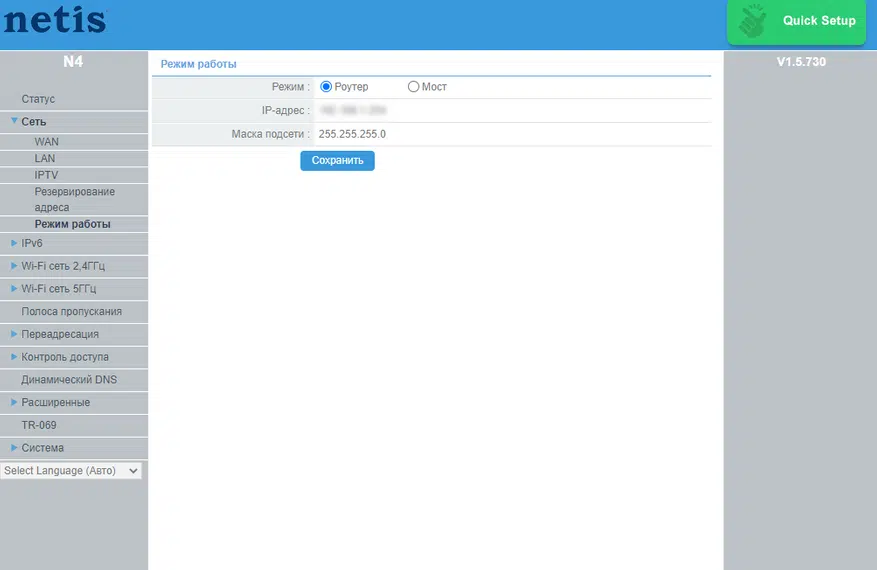 netis
Quick Setup
N4
V1.5.730
Статус
Сеть
WAN
LAN
IPTV
Резервирование
адреса
Режим работы
IPv6
Wi-Fi сеть 2,4ГГц
Wi-Fi сеть 5ГГц
Полоса пропускания
Переадресация
Контроль доступа
Динамический DNS
Расширенные
TR-069
Система
Select Language (Авто)
Режим работы
Режим : Роутер Мост
IP-адрес :
Маска подсети : 255.255.255.0
Сохранить